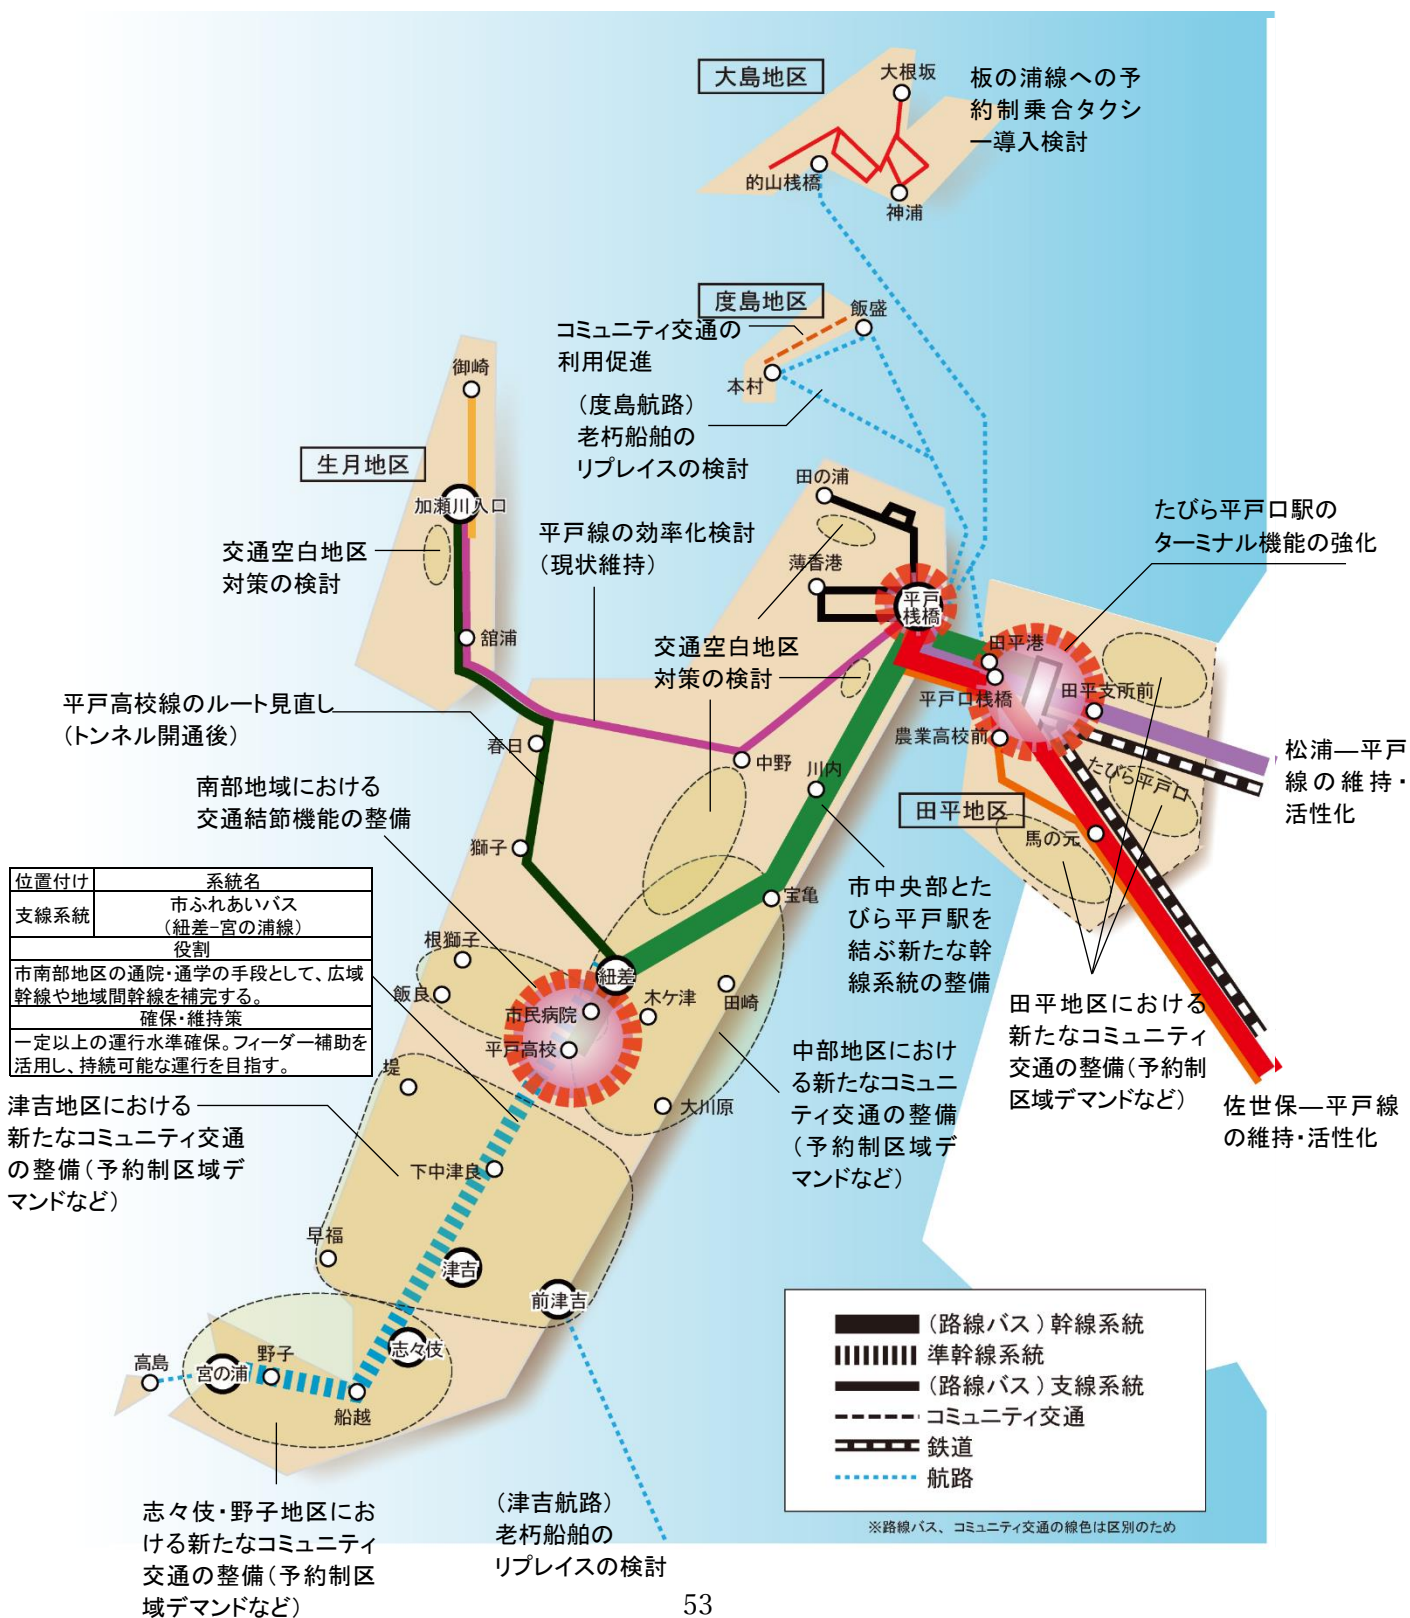 大島地区
大根坂
板の浦線への予
約制乗合タクシ
ー導入検討
的山桟橋
神浦
度島地区
飯盛
コミュニティ交通の
利用促進
本村
(度島航路)
老朽船舶の
リプレイスの検討
御崎
生月地区
加瀬川入口
交通空白地区
対策の検討
平戸線の効率化検討
(現状維持)
田の浦
薄香港
平戸
桟橋
たびら平戸口駅の
ターミナル機能の強化
舘浦
交通空白地区
対策の検討
田平港
平戸口桟橋
田平支所前
農業高校前
平戸高校線のルート見直し
(トンネル開通後)
春日
中野
川内
たびら平戸口
松浦―平戸
線の維持・
活性化
南部地域における
交通結節機能の整備
田平地区
馬の元
獅子
宝亀
市中央部とた
びら平戸駅を
結ぶ新たな幹
線系統の整備
位置付け 系統名
支線系統 市ふれあいバス
(紐差-宮の浦線)
役割
市南部地区の通院・通学の手段として、広域
幹線や地域間幹線を補完する。
確保・維持策
一定以上の運行水準確保。フィーダー補助を
活用し、持続可能な運行を目指す。
根獅子
飯良
紐差
市民病院
木ケ津
田崎
平戸高校
堤
大川原
田平地区における
新たなコミュニティ
交通の整備(予約制
区域デマンドなど)
中部地区におけ
る新たなコミュニ
ティ交通の整備
(予約制区域デ
マンドなど)
佐世保―平戸線
の維持・活性化
津吉地区における
新たなコミュニティ交通
の整備(予約制区域デ
マンドなど)
下中津良
早福
津吉
前津吉
志々伎
高島
宮の浦
野子
船越
(路線バス)幹線系統
準幹線系統
(路線バス)支線系統
コミュニティ交通
鉄道
航路
※路線バス、コミュニティ交通の線色は区別のため
志々伎・野子地区にお
ける新たなコミュニティ
交通の整備(予約制区
域デマンドなど)
(津吉航路)
老朽船舶の
リプレイスの検討
53